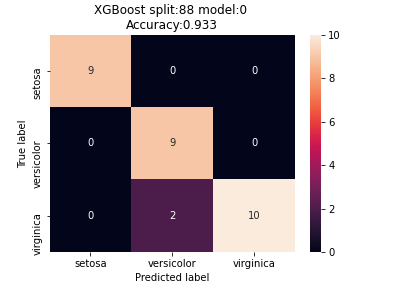 XGBoost split:88 model:0
Accuracy:0.933
True label
setosa
9 0 0
versicolor
0 9 0
virginica
0 2 10
setosa versicolor virginica
Predicted label
10
8
6
4
2
0